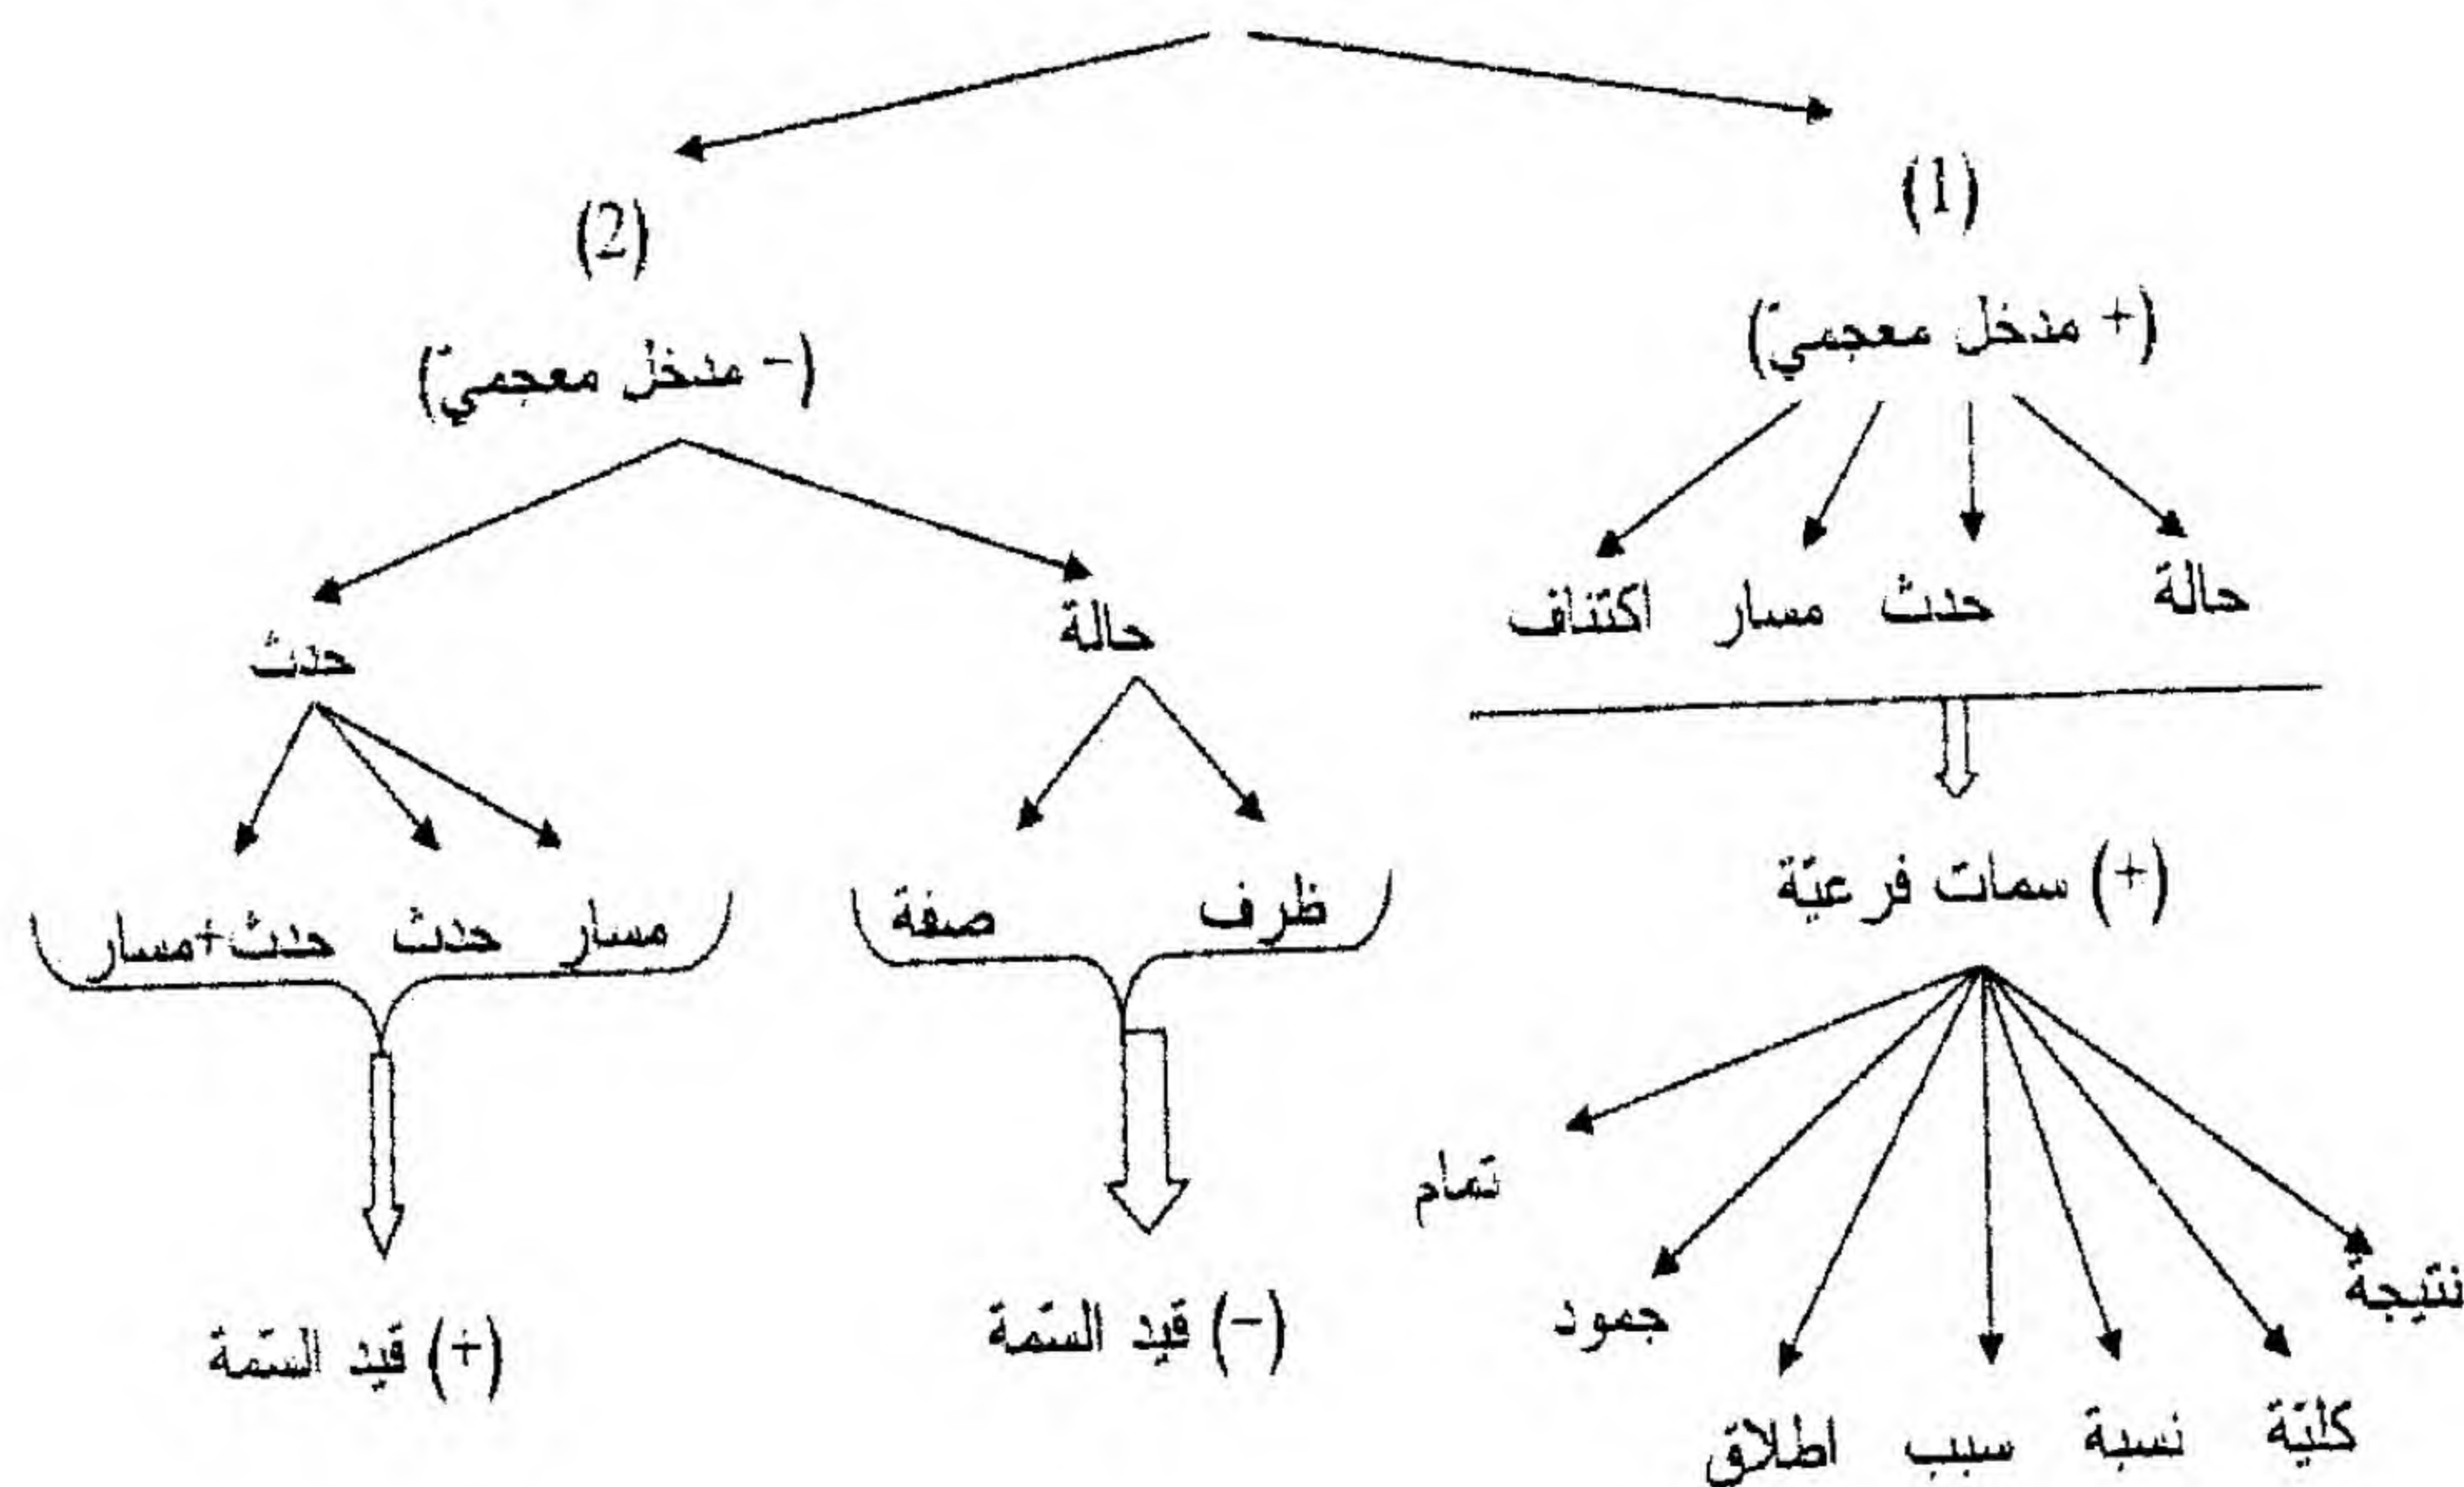 (1)
(2)
(+ مدخل معجميّ)
(- مدخل معجميّ)
حالة حدث مسار اكتناف
حالة
حدث
(+) سمات فرعيّة
ظرف صفة
مسار حدث حدث+مسار
تمام
نتيجة
جمود
(-) قيد السّمة
(+) قيد السّمة
كليّة نسبة سبب اطلاق